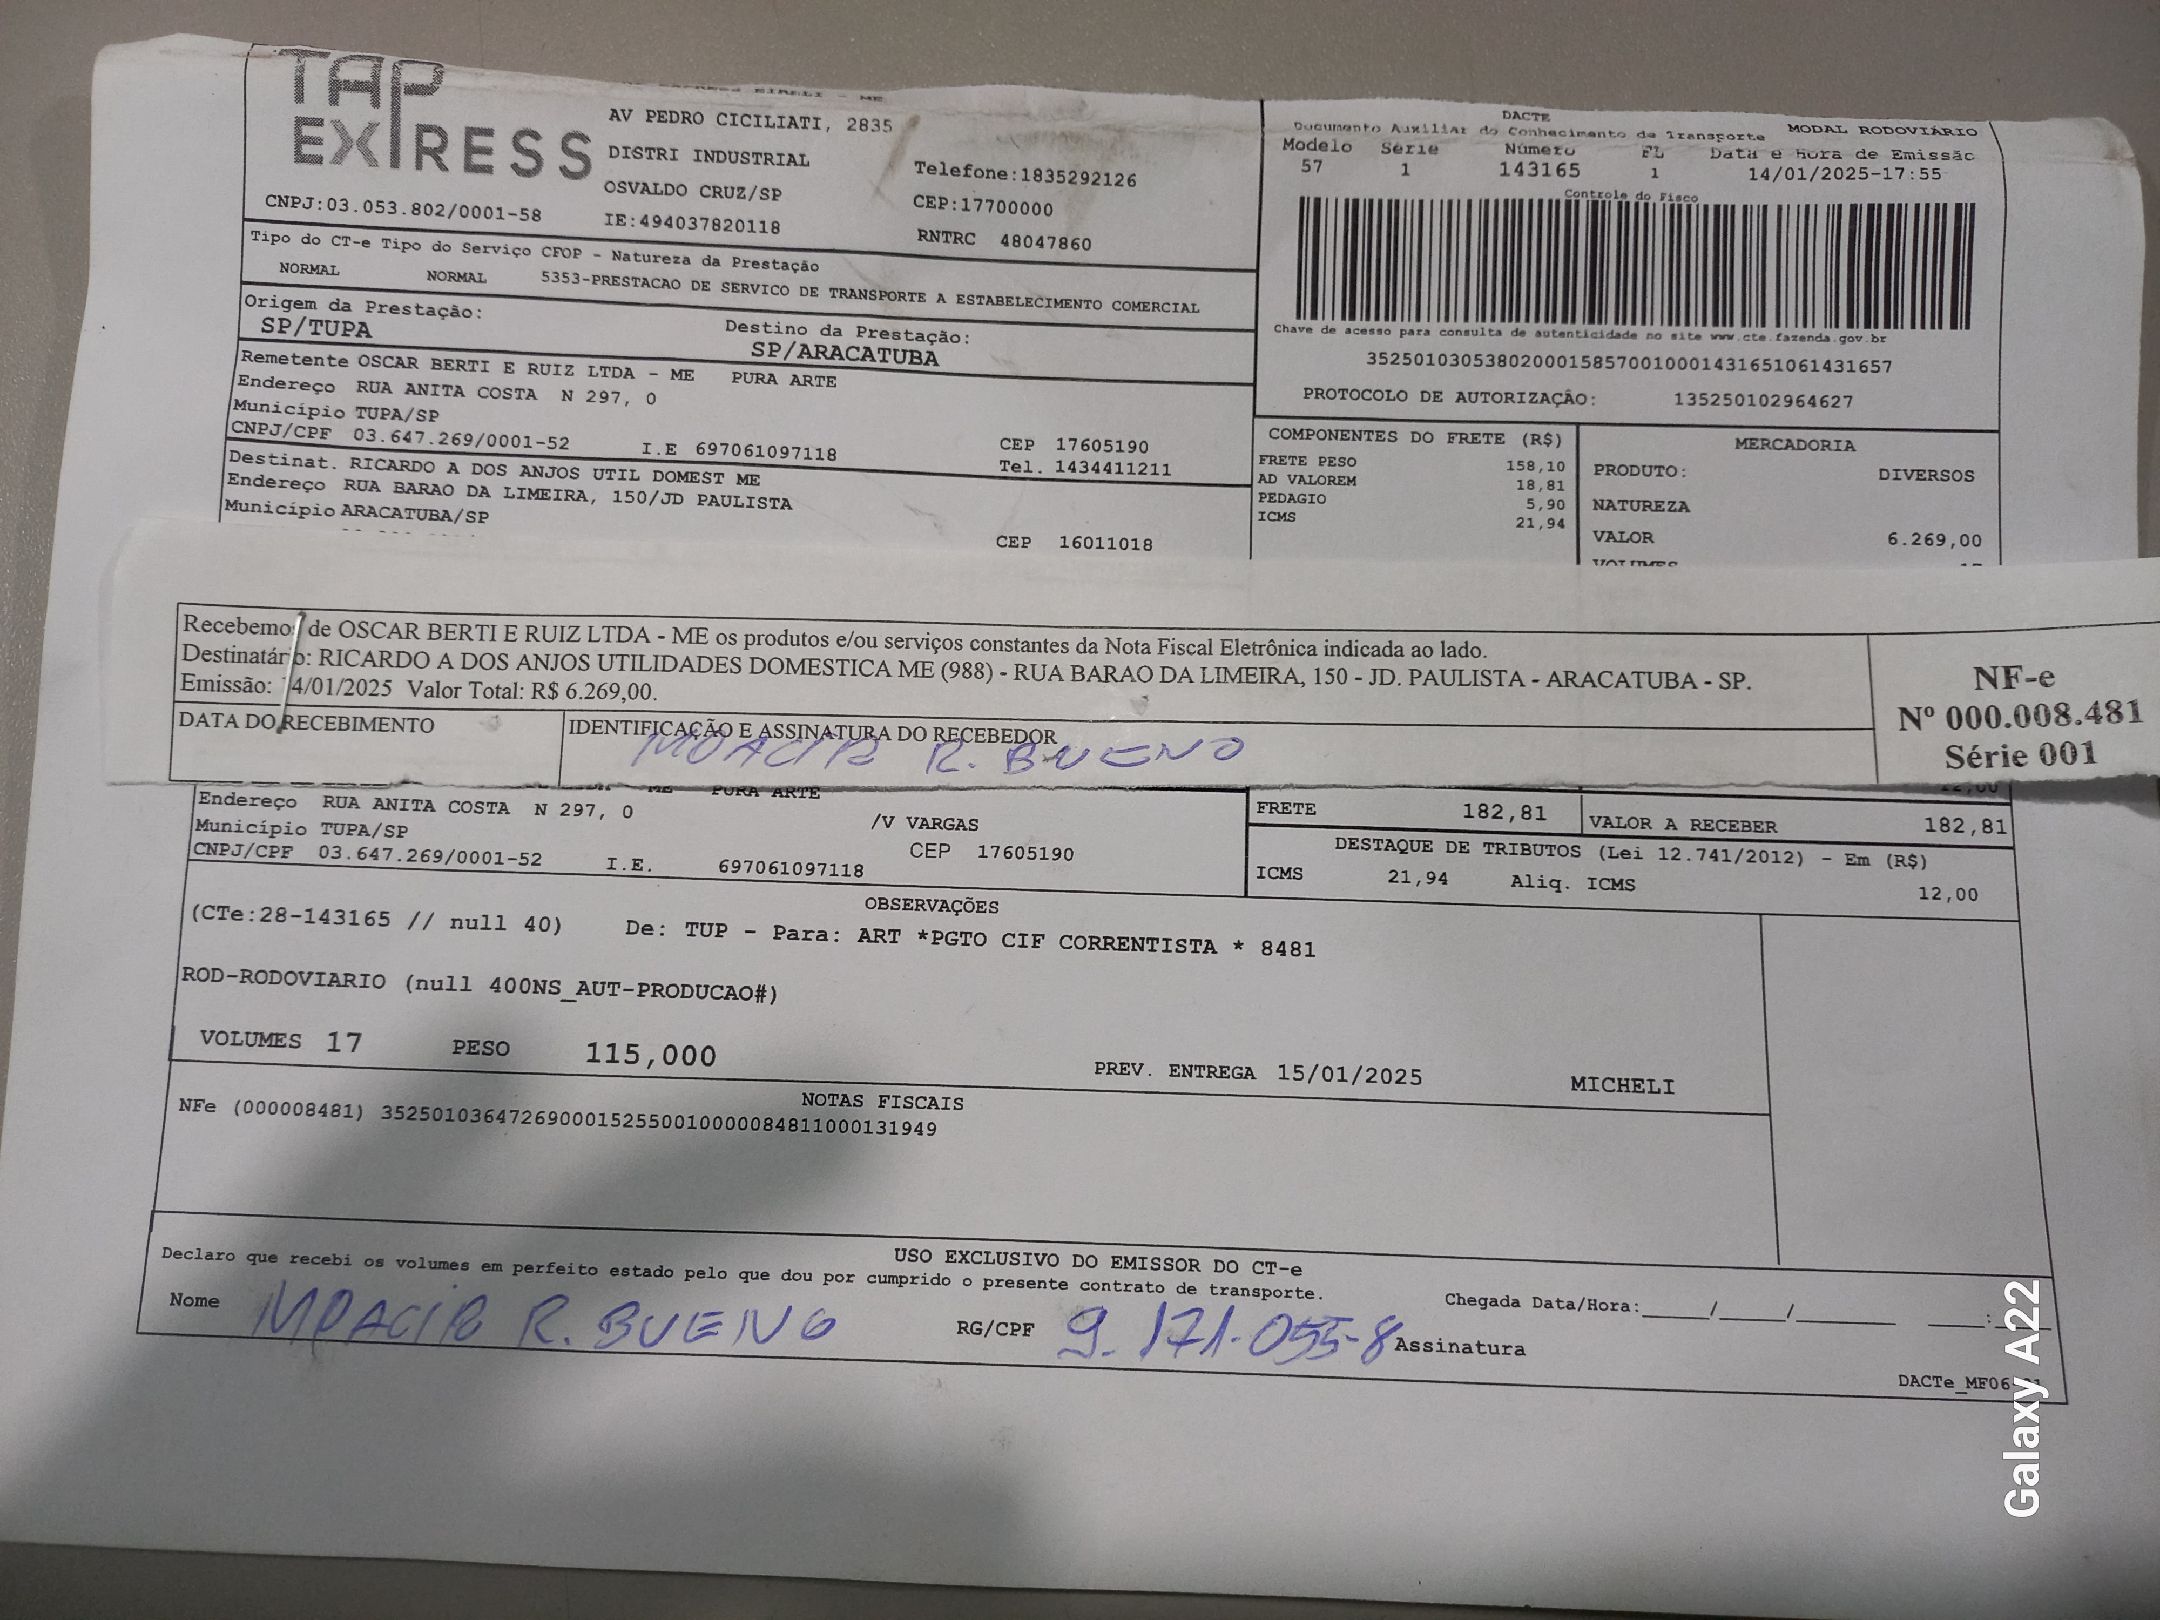 TAP
EXPRESS
EIRELI - ME
AV PEDRO CICILIATI, 2835
DISTRI INDUSTRIAL
OSVALDO CRUZ/SP
Telefone:1835292126
CEP:17700000
CNPJ:03.053.802/0001-58
IE:494037820118
RNTRC 48047860
DACTE
Documento Auxiliar do Conhecimento de Transporte MODAL RODOVIÁRIO
Modelo Série Número FL Data e Hora de Emissão
57 1 143165 1 14/01/2025-17:55
Controle do Fisco
Chave de acesso para consulta de autenticidade no site www.cte.fazenda.gov.br
35250103053802000158570010001431651061431657
PROTOCOLO DE AUTORIZAÇÂO: 135250102964627
Tipo do CT-e Tipo do Serviço CFOP - Natureza da Prestação
NORMAL NORMAL 5353-PRESTACAO DE SERVICO DE TRANSPORTE A ESTABELECIMENTO COMERCIAL
Origem da Prestação: Destino da Prestação:
SP/TUPA SP/ARACATUBA
Remetente OSCAR BERTI E RUIZ LTDA - ME PURA ARTE
Endereço RUA ANITA COSTA N 297, 0
Município TUPA/SP CEP 17605190
CNPJ/CPF 03.647.269/0001-52 I.E 697061097118 Tel. 1434411211
Destinat. RICARDO A DOS ANJOS UTIL DOMEST ME
Endereço RUA BARAO DA LIMEIRA, 150/JD PAULISTA
Município ARACATUBA/SP CEP 16011018
COMPONENTES DO FRETE (R$)
FRETE PESO 158,10
AD VALOREM 18,81
PEDAGIO 5,90
ICMS 21,94
MERCADORIA
PRODUTO: DIVERSOS
NATUREZA
VALOR 6.269,00
VOLUMES
Recebemos de OSCAR BERTI E RUIZ LTDA - ME os produtos e/ou serviços constantes da Nota Fiscal Eletrônica indicada ao lado.
Destinatário: RICARDO A DOS ANJOS UTILIDADES DOMESTICA ME (988) - RUA BARAO DA LIMEIRA, 150 - JD. PAULISTA - ARACATUBA - SP.
Emissão: 14/01/2025 Valor Total: R$ 6.269,00.
DATA DO RECEBIMENTO
IDENTIFICAÇÃO E ASSINATURA DO RECEBEDOR
MOACIR R. BUENO
NF-e
Nº 000.008.481
Série 001
ME PURA ARTE
Endereço RUA ANITA COSTA N 297, 0 /V VARGAS
Município TUPA/SP CEP 17605190
CNPJ/CPF 03.647.269/0001-52 I.E. 697061097118
12,00
FRETE 182,81 VALOR A RECEBER 182,81
DESTAQUE DE TRIBUTOS (Lei 12.741/2012) - Em (R$)
ICMS 21,94 Aliq. ICMS 12,00
OBSERVAÇÕES
(CTe:28-143165 // null 40) De: TUP - Para: ART *PGTO CIF CORRENTISTA * 8481
ROD-RODOVIARIO (null 400NS_AUT-PRODUCAO#)
VOLUMES 17 PESO 115,000 PREV. ENTREGA 15/01/2025 MICHELI
NOTAS FISCAIS
NFe (000008481) 35250103647269000152550010000084811000131949
USO EXCLUSIVO DO EMISSOR DO CT-e
Declaro que recebi os volumes em perfeito estado pelo que dou por cumprido o presente contrato de transporte.
Nome MOACIR R. BUENO RG/CPF 9.171.055-8 Assinatura
Chegada Data/Hora:_____/_____/_______ ____:____
DACTe_MF06
Galaxy A22